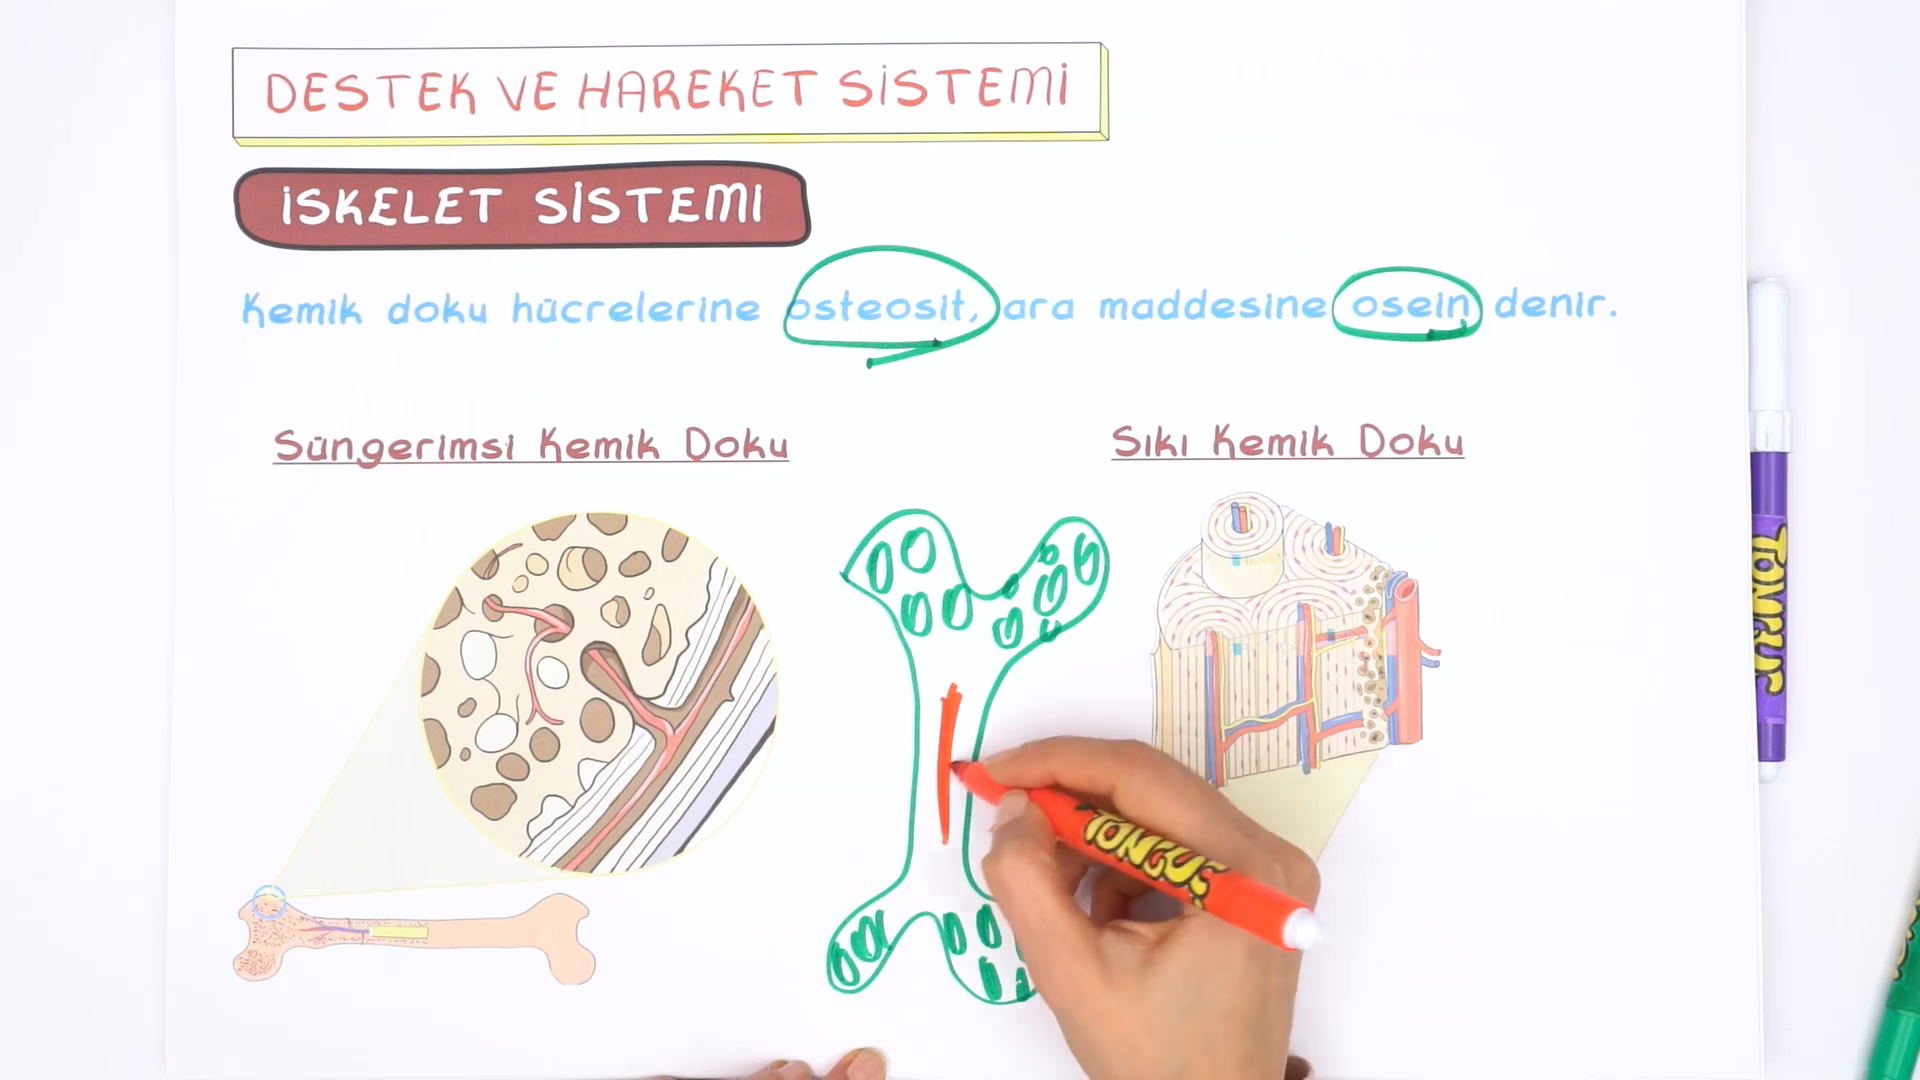 DESTEK VE HAREKET SİSTEMİ
İSKELET SİSTEMI
Kemik doku hücrelerine osteosit, ara maddesine osein denir.
Süngerimsi Kemik Doku
Sıkı Kemik Doku
TONGUÇ
TONGUÇ